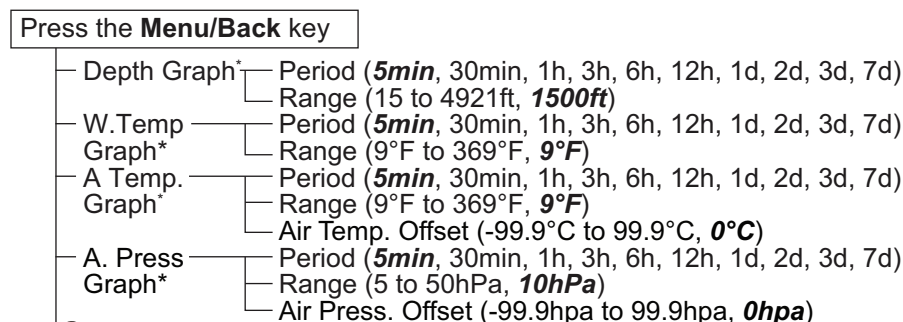 Press the Menu/Back key
Depth Graph* Period (5min, 30min, 1h, 3h, 6h, 12h, 1d, 2d, 3d, 7d)
Range (15 to 4921ft, 1500ft)
W.Temp Period (5min, 30min, 1h, 3h, 6h, 12h, 1d, 2d, 3d, 7d)
Graph* Range (9°F to 369°F, 9°F)
A Temp. Period (5min, 30min, 1h, 3h, 6h, 12h, 1d, 2d, 3d, 7d)
Graph* Range (9°F to 369°F, 9°F)
Air Temp. Offset (-99.9°C to 99.9°C, 0°C)
A. Press Period (5min, 30min, 1h, 3h, 6h, 12h, 1d, 2d, 3d, 7d)
Graph* Range (5 to 50hPa, 10hPa)
Air Press. Offset (-99.9hpa to 99.9hpa, 0hpa)